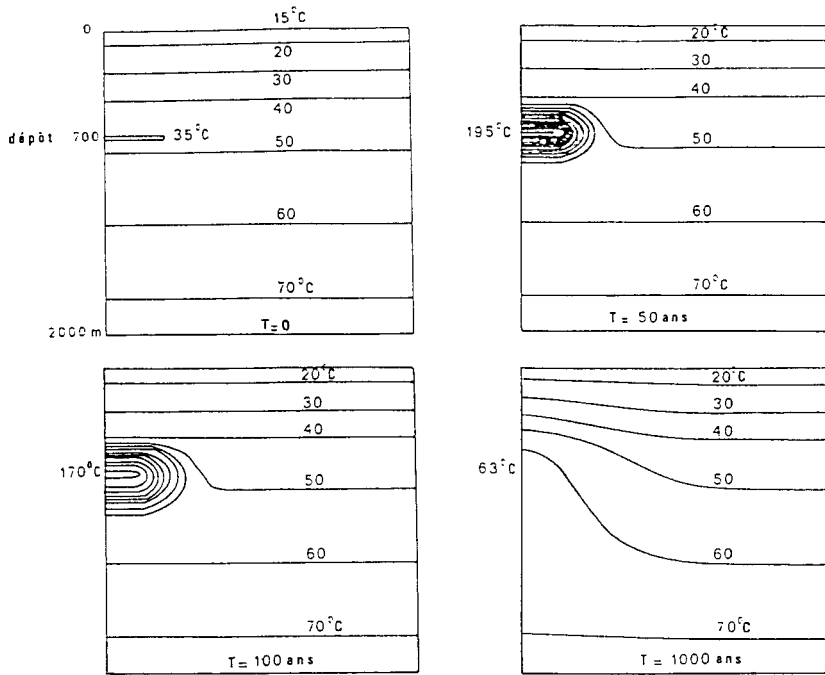 0
15°C
20
30
40
dépôt 700
35°C
50
60
70°C
2000 m
T=0
20°C
30
40
195°C
50
60
70°C
T= 50 ans
20°C
30
40
170°C
50
60
70°C
T= 100 ans
20°C
30
40
63°C
50
60
70°C
T= 1000 ans